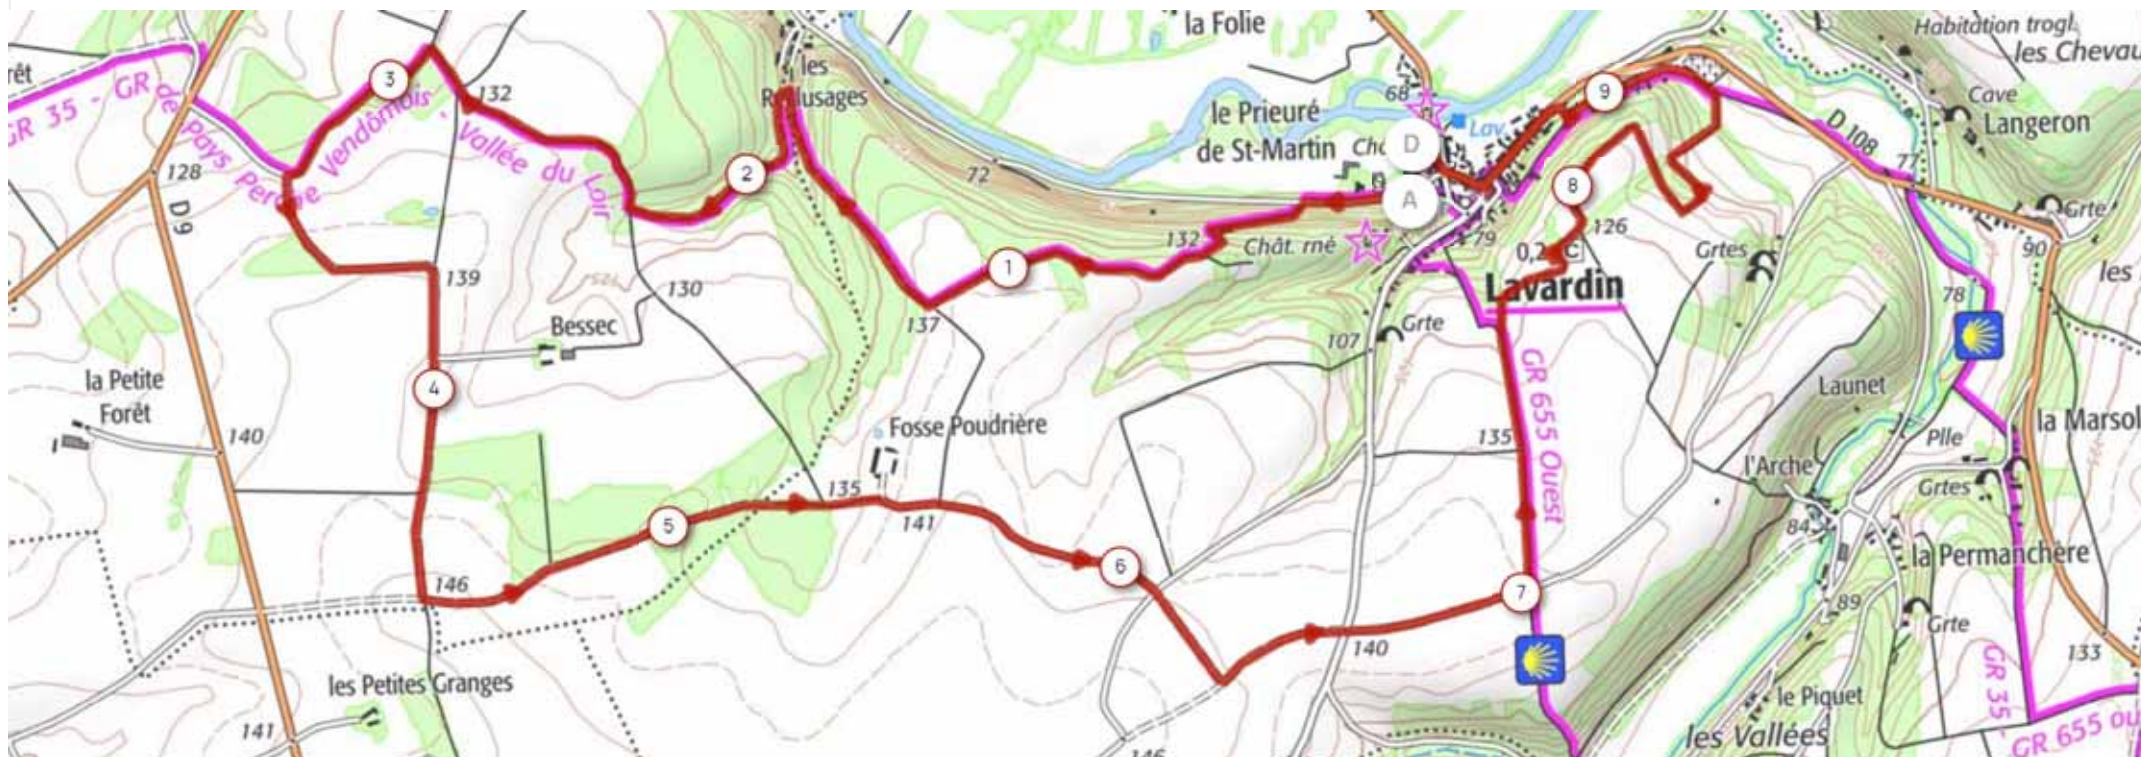 la Folie
Habitation trogl.
les Chevau
rêt
3
les
132
9
68
Cave
Langeron
GR 35 - GR de Pays Perche Vendômois - Vallée du Loir
le Prieuré
de St-Martin
Lav.
D 108
D
77
128
2
72
8
A
Grte
D 9
132
Chât. rné
79
126
0,2
C
Grtes
90
les
139
1
130
Lavardin
78
137
Bessec
107
Grte
la Petite
Forêt
4
Launet
GR 655 Ouest
140
Fosse Poudrière
135
Plle
la Marsol
l'Arche
Grtes
5
135
141
84
6
la Permanchère
146
7
89
Grte
140
133
les Petites Granges
GR 35
le Piquet
141
les Vallées
146
GR 655 ou